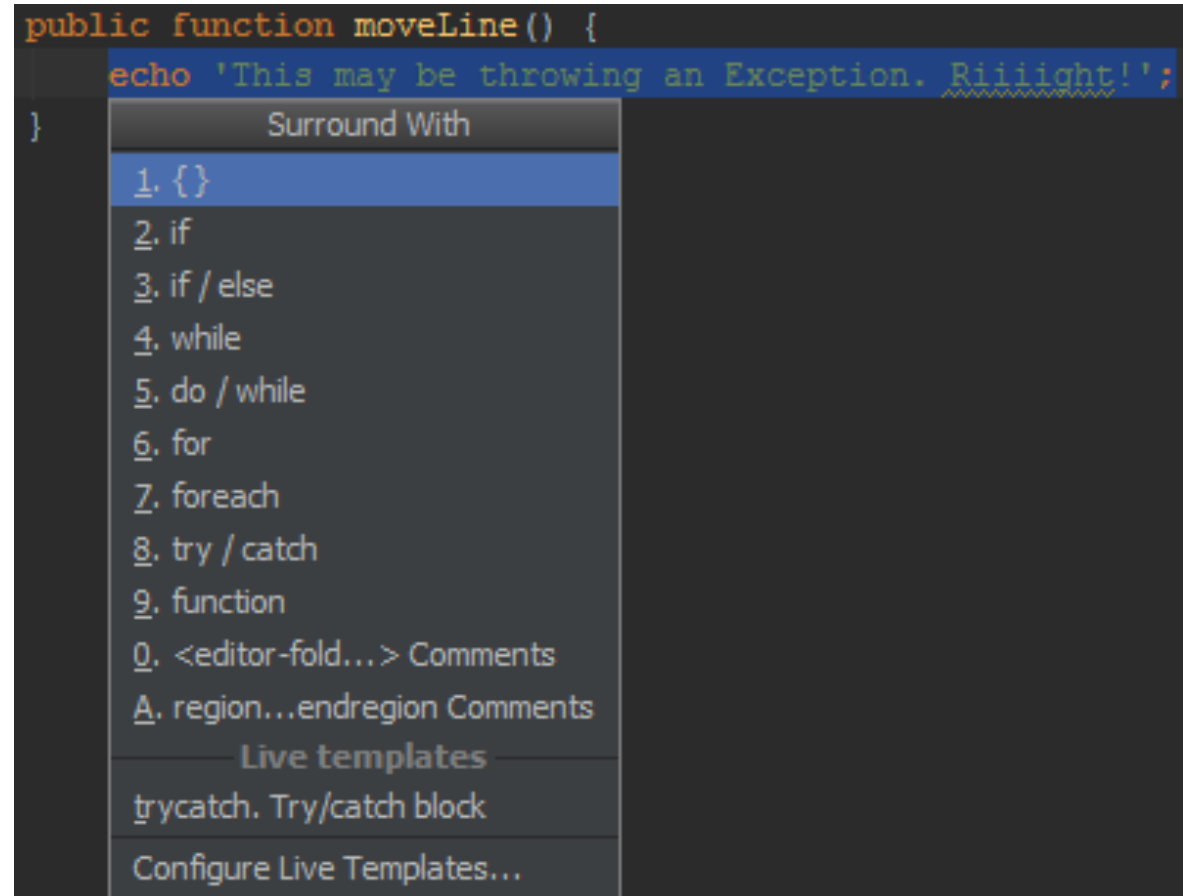 public function moveLine() {
echo 'This may be throwing an Exception. Riiiight!';
}
Surround With
1. {}
2. if
3. if / else
4. while
5. do / while
6. for
7. foreach
8. try / catch
9. function
0. <editor-fold...> Comments
A. region...endregion Comments
Live templates
trycatch. Try/catch block
Configure Live Templates...